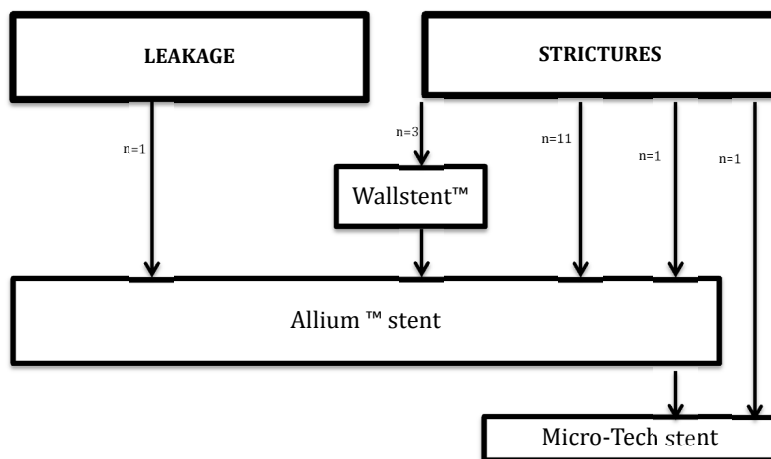 LEAKAGE
STRICTURES
n=1
n=3
n=11
n=1
n=1
Wallstent™
Allium ™ stent
Micro-Tech stent